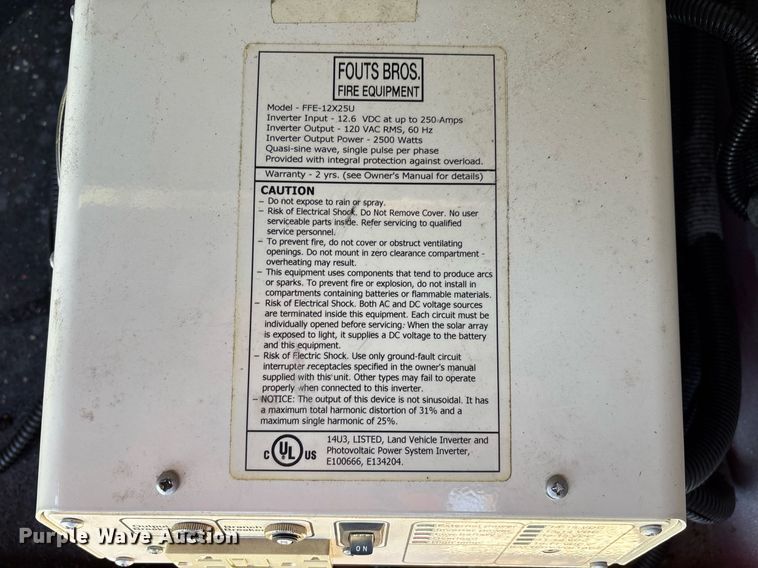 FOUTS BROS.
FIRE EQUIPMENT
Model - FFE-12X25U
Inverter Input - 12.6 VDC at up to 250 Amps
Inverter Output - 120 VAC RMS, 60 Hz
Inverter Output Power - 2500 Watts
Quasi-sine wave, single pulse per phase
Provided with integral protection against overload.
Warranty - 2 yrs. (see Owner's Manual for details)
CAUTION
- Do not expose to rain or spray.
- Risk of Electrical Shock. Do Not Remove Cover. No user
serviceable parts inside. Refer servicing to qualified
service personnel.
- To prevent fire, do not cover or obstruct ventilating
openings. Do not mount in zero clearance compartment -
overheating may result.
- This equipment uses components that tend to produce arcs
or sparks. To prevent fire or explosion, do not install in
compartments containing batteries or flammable materials.
- Risk of Electrical Shock. Both AC and DC voltage sources
are terminated inside this equipment. Each circuit must be
individually opened before servicing. When the solar array
is exposed to light, it supplies a DC voltage to the battery
and this equipment.
- Risk of Electric Shock. Use only ground-fault circuit
interrupter receptacles specified in the owner's manual
supplied with this unit. Other types may fail to operate
properly when connected to this inverter.
- NOTICE: The output of this device is not sinusoidal. It has
a maximum total harmonic distortion of 31% and a
maximum single harmonic of 25%.
C UL US
14U3, LISTED, Land Vehicle Inverter and
Photovoltaic Power System Inverter,
E100666, E134204.
ON
Purple Wave Auction